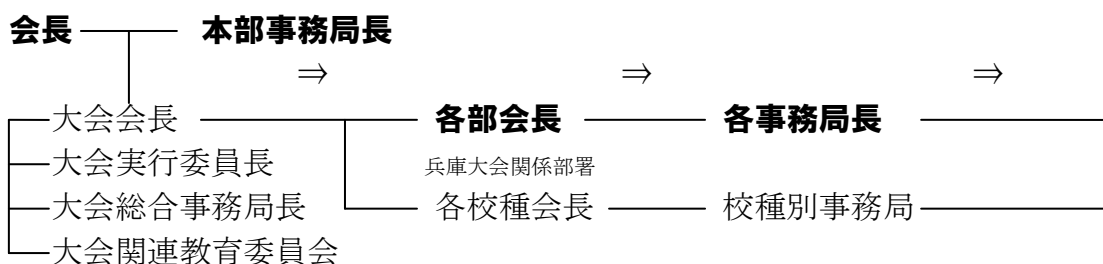 会長 本部事務局長
⇒ ⇒ ⇒
大会会長 各部会長 各事務局長
大会実行委員長 兵庫大会関係部署
大会総合事務局長 各校種会長 校種別事務局
大会関連教育委員会